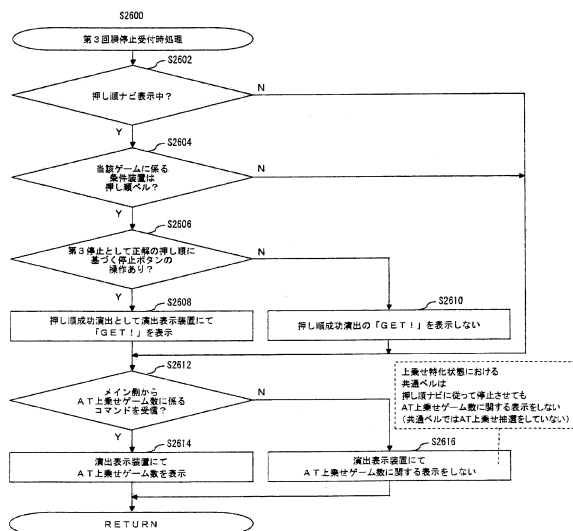 S2600
第3回胴停止受付時処理
S2602
押し順ナビ表示中？
N
Y
S2604
当該ゲームに係る
条件装置は
押し順ベル？
N
Y
S2606
第3停止として正解の押し順に
基づく停止ボタンの
操作あり？
N
Y
S2608
押し順成功演出として演出表示装置にて
「GET！」を表示
S2610
押し順成功演出の「GET！」を表示しない
S2612
メイン側から
AT上乗せゲーム数に係る
コマンドを受信？
N
Y
上乗せ特化状態における
共通ベルは
押し順ナビに従って停止させても
AT上乗せゲーム数に関する表示をしない
（共通ベルではAT上乗せ抽選をしていない）
S2614
演出表示装置にて
AT上乗せゲーム数を表示
S2616
演出表示装置にて
AT上乗せゲーム数に関する表示をしない
RETURN